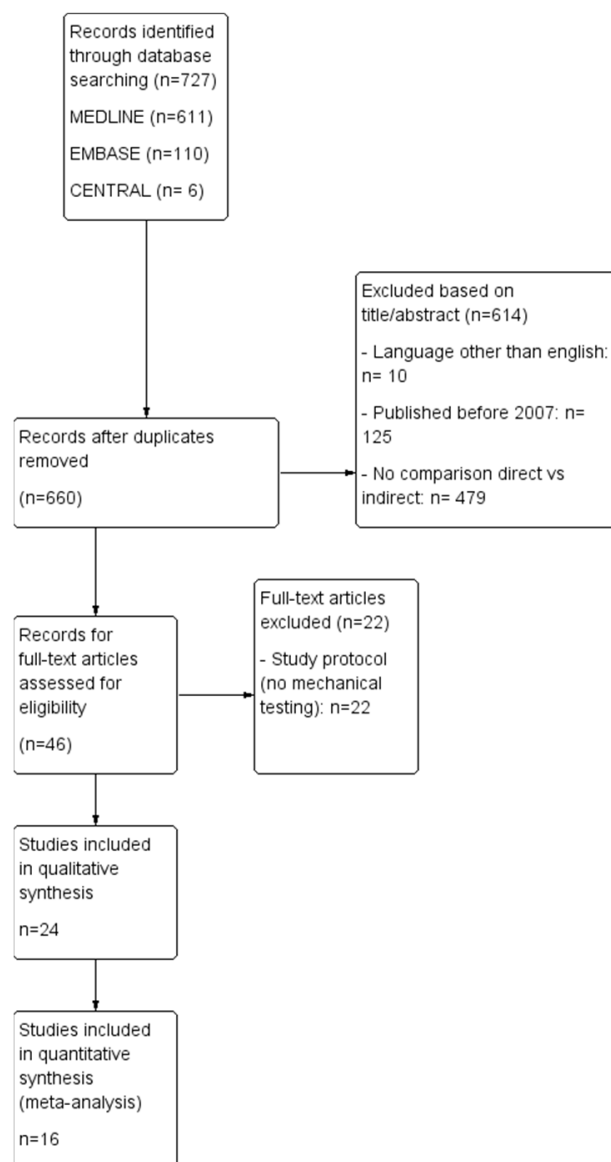 Records identified
through database
searching (n=727)
MEDLINE (n=611)
EMBASE (n=110)
CENTRAL (n= 6)
Excluded based on
title/abstract (n=614)
- Language other than english:
n= 10
- Published before 2007: n=
125
- No comparison direct vs
indirect: n= 479
Records after duplicates
removed
(n=660)
Full-text articles
excluded (n=22)
- Study protocol
(no mechanical
testing): n=22
Records for
full-text articles
assessed for
eligibility
(n=46)
Studies included
in qualitative
synthesis
n=24
Studies included
in quantitative
synthesis
(meta-analysis)
n=16